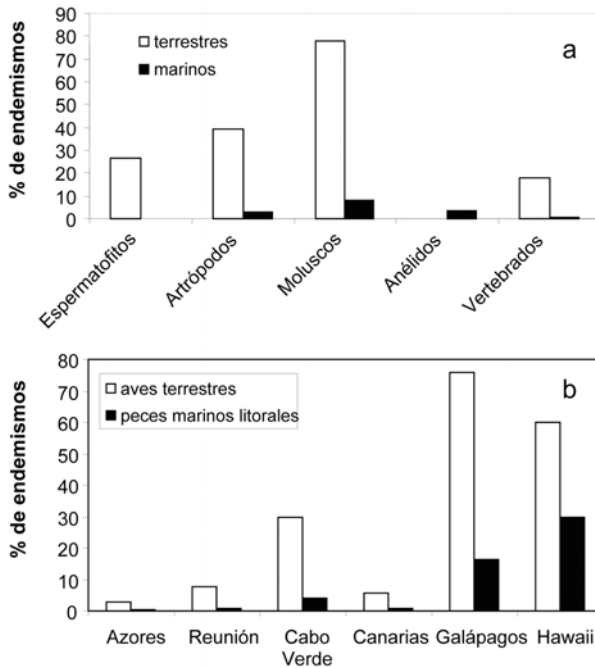 % de endemismos
90
80
70
60
50
40
30
20
10
0
terrestres
marinos
a
Espermatofitos
Artrópodos
Moluscos
Anélidos
Vertebrados
% de endemismos
80
70
60
50
40
30
20
10
0
aves terrestres
peces marinos litorales
b
Azores Reunión Cabo Canarias Galápagos Hawaii
Verde